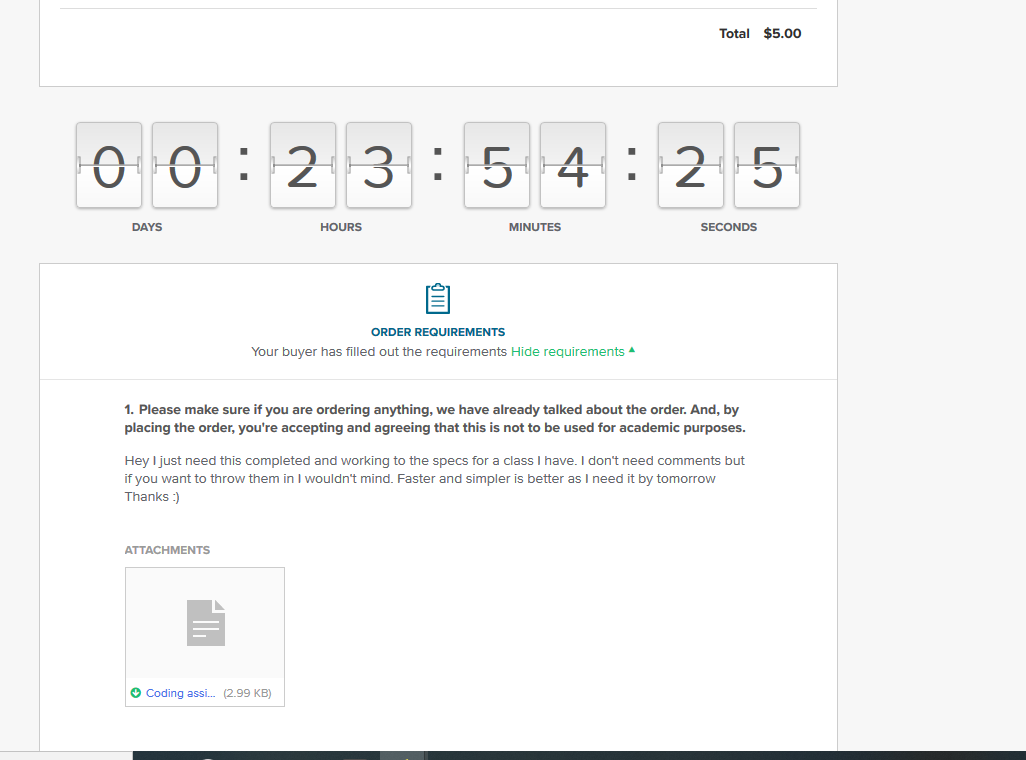 Total $5.00
0 0 : 2 3 : 5 4 : 2 5
DAYS HOURS MINUTES SECONDS
ORDER REQUIREMENTS
Your buyer has filled out the requirements Hide requirements ▲
1. Please make sure if you are ordering anything, we have already talked about the order. And, by
placing the order, you're accepting and agreeing that this is not to be used for academic purposes.
Hey I just need this completed and working to the specs for a class I have. I don't need comments but
if you want to throw them in I wouldn't mind. Faster and simpler is better as I need it by tomorrow
Thanks :)
ATTACHMENTS
Coding assi... (2.99 KB)